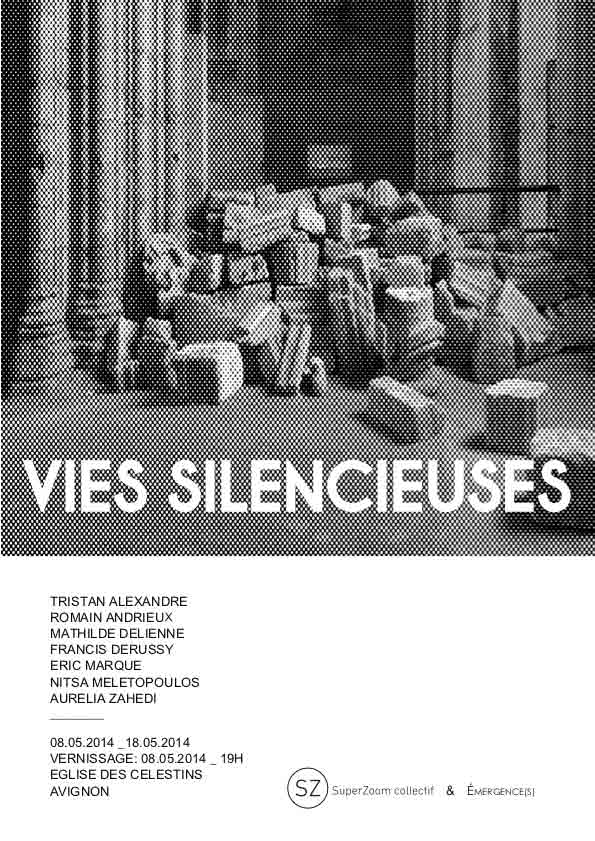 VIES SILENCIEUSES
TRISTAN ALEXANDRE
ROMAIN ANDRIEUX
MATHILDE DELIENNE
FRANCIS DERUSSY
ERIC MARQUE
NITSA MELETOPOULOS
AURELIA ZAHEDI
08.05.2014 _18.05.2014
VERNISSAGE: 08.05.2014 _ 19H
EGLISE DES CELESTINS
AVIGNON
SZ SuperZoom collectif & ÉMERGENCE(S)